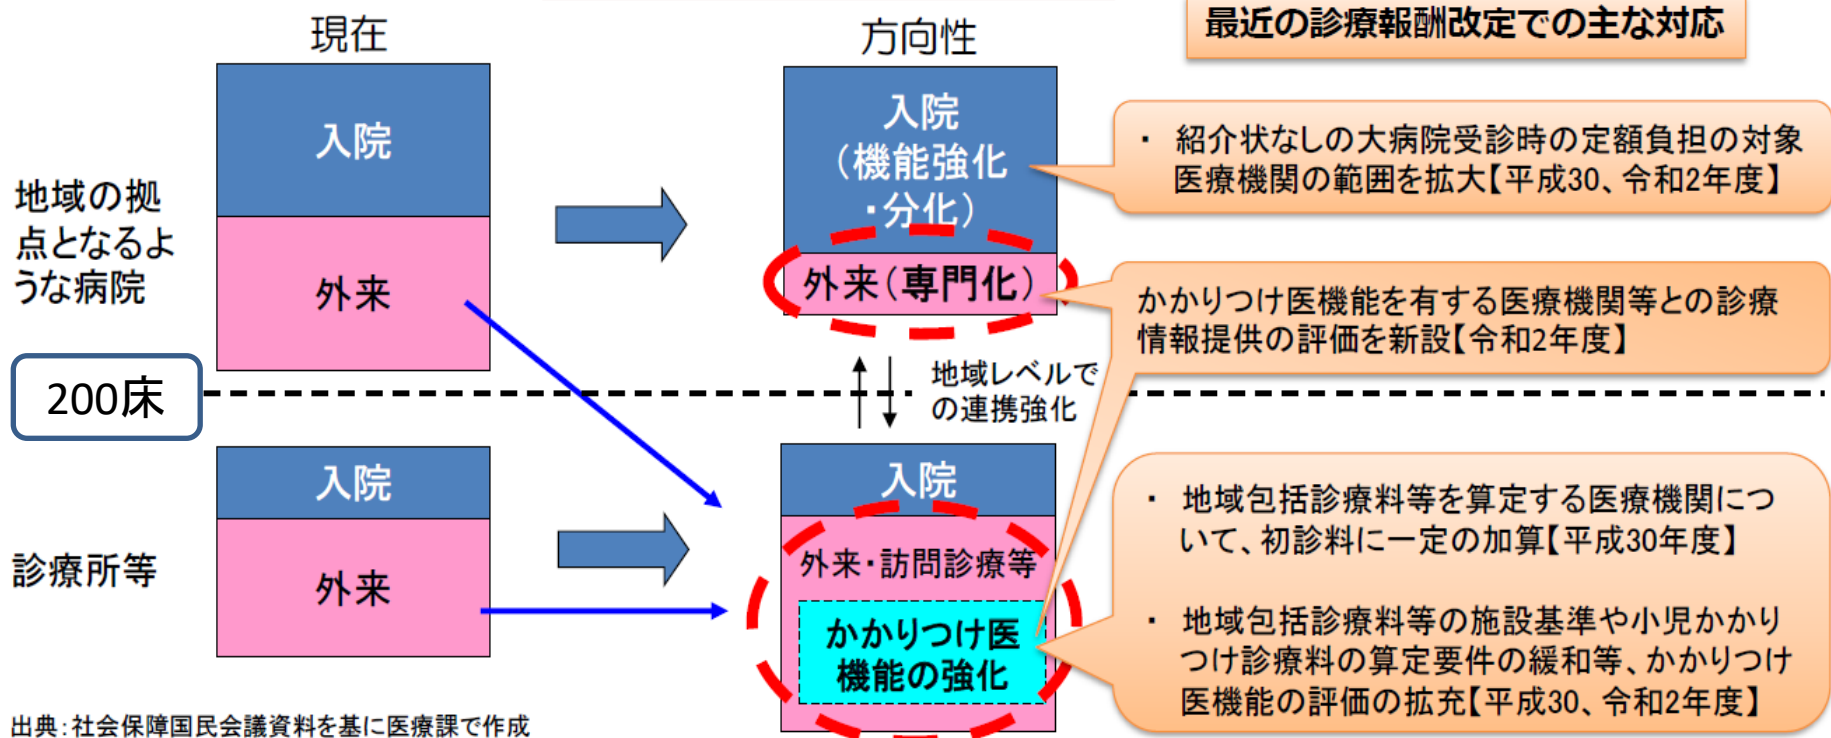 現在
方向性
最近の診療報酬改定での主な対応
地域の拠
点となるよ
うな病院
入院
外来
入院
(機能強化
・分化)
外来(専門化)
・ 紹介状なしの大病院受診時の定額負担の対象
医療機関の範囲を拡大【平成30、令和2年度】
かかりつけ医機能を有する医療機関等との診療
情報提供の評価を新設【令和2年度】
200床
地域レベルで
の連携強化
診療所等
入院
外来
入院
外来・訪問診療等
かかりつけ医
機能の強化
・ 地域包括診療料等を算定する医療機関につ
いて、初診料に一定の加算【平成30年度】
・ 地域包括診療料等の施設基準や小児かかり
つけ診療料の算定要件の緩和等、かかりつけ
医機能の評価の拡充【平成30、令和2年度】
出典:社会保障国民会議資料を基に医療課で作成